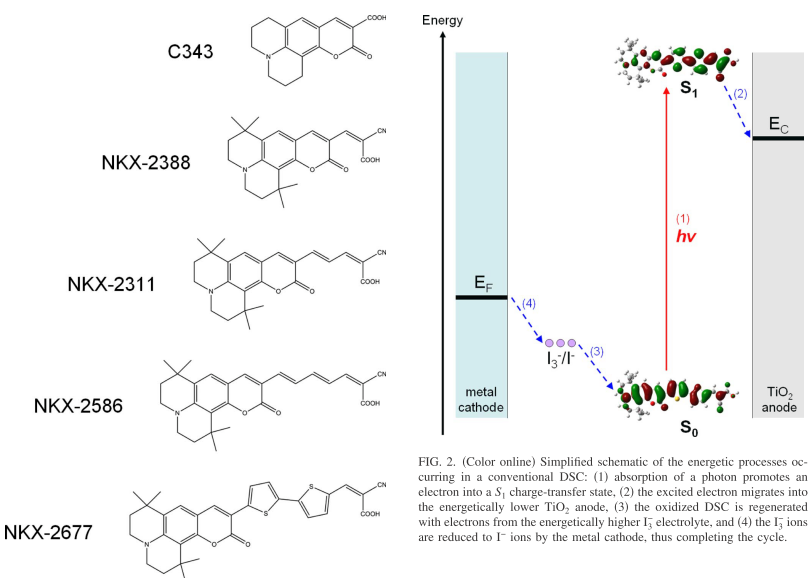 C343
COOH
N
O
O
NKX-2388
CN
COOH
N
O
O
NKX-2311
CN
COOH
N
O
O
NKX-2586
CN
COOH
N
O
O
NKX-2677
S
S
CN
COOH
N
O
O
Energy
S1
(2)
EC
(1)
hν
EF
(4)
I3-/I-
(3)
metal
cathode
S0
TiO2
anode
FIG. 2. (Color online) Simplified schematic of the energetic processes oc-
curring in a conventional DSC: (1) absorption of a photon promotes an
electron into a S1 charge-transfer state, (2) the excited electron migrates into
the energetically lower TiO2 anode, (3) the oxidized DSC is regenerated
with electrons from the energetically higher I3− electrolyte, and (4) the I3− ions
are reduced to I− ions by the metal cathode, thus completing the cycle.